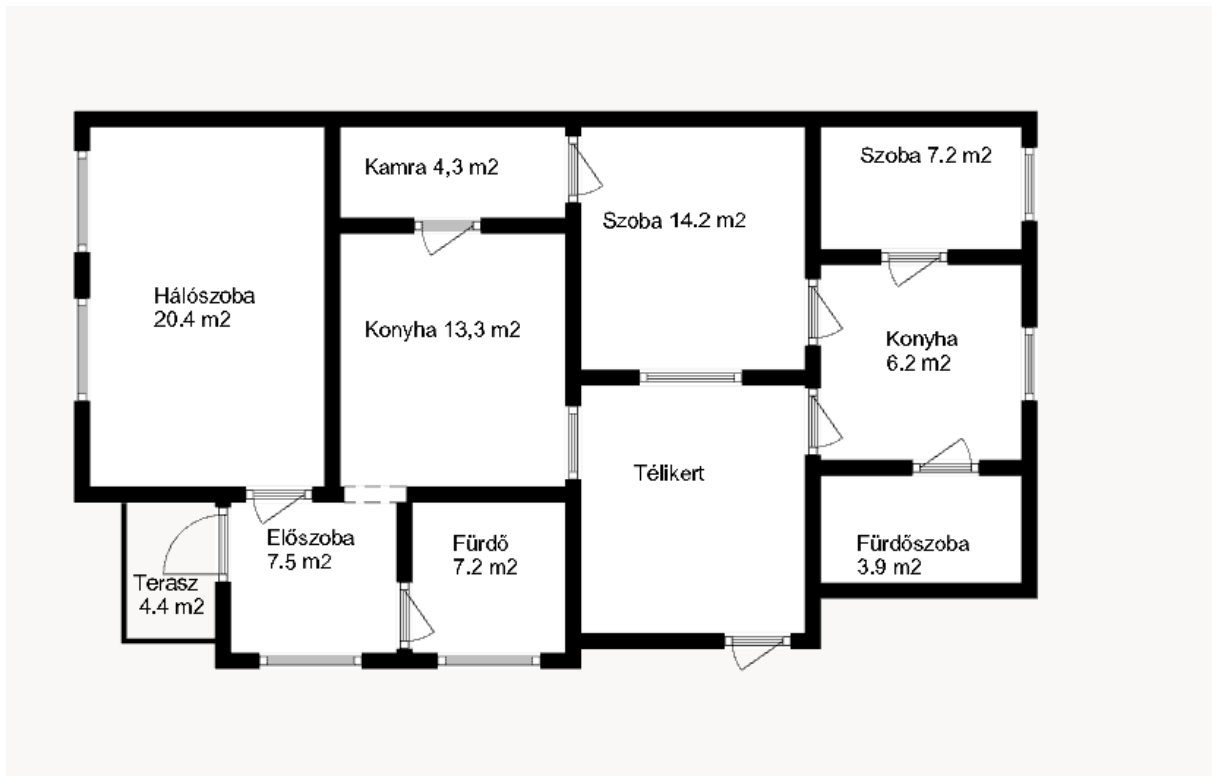 Kamra 4,3 m2
Szoba 7.2 m2
Szoba 14.2 m2
Hálószoba
20.4 m2
Konyha 13,3 m2
Konyha
6.2 m2
Télikert
Előszoba
7.5 m2
Fürdő
7.2 m2
Fürdőszoba
3.9 m2
Terasz
4.4 m2